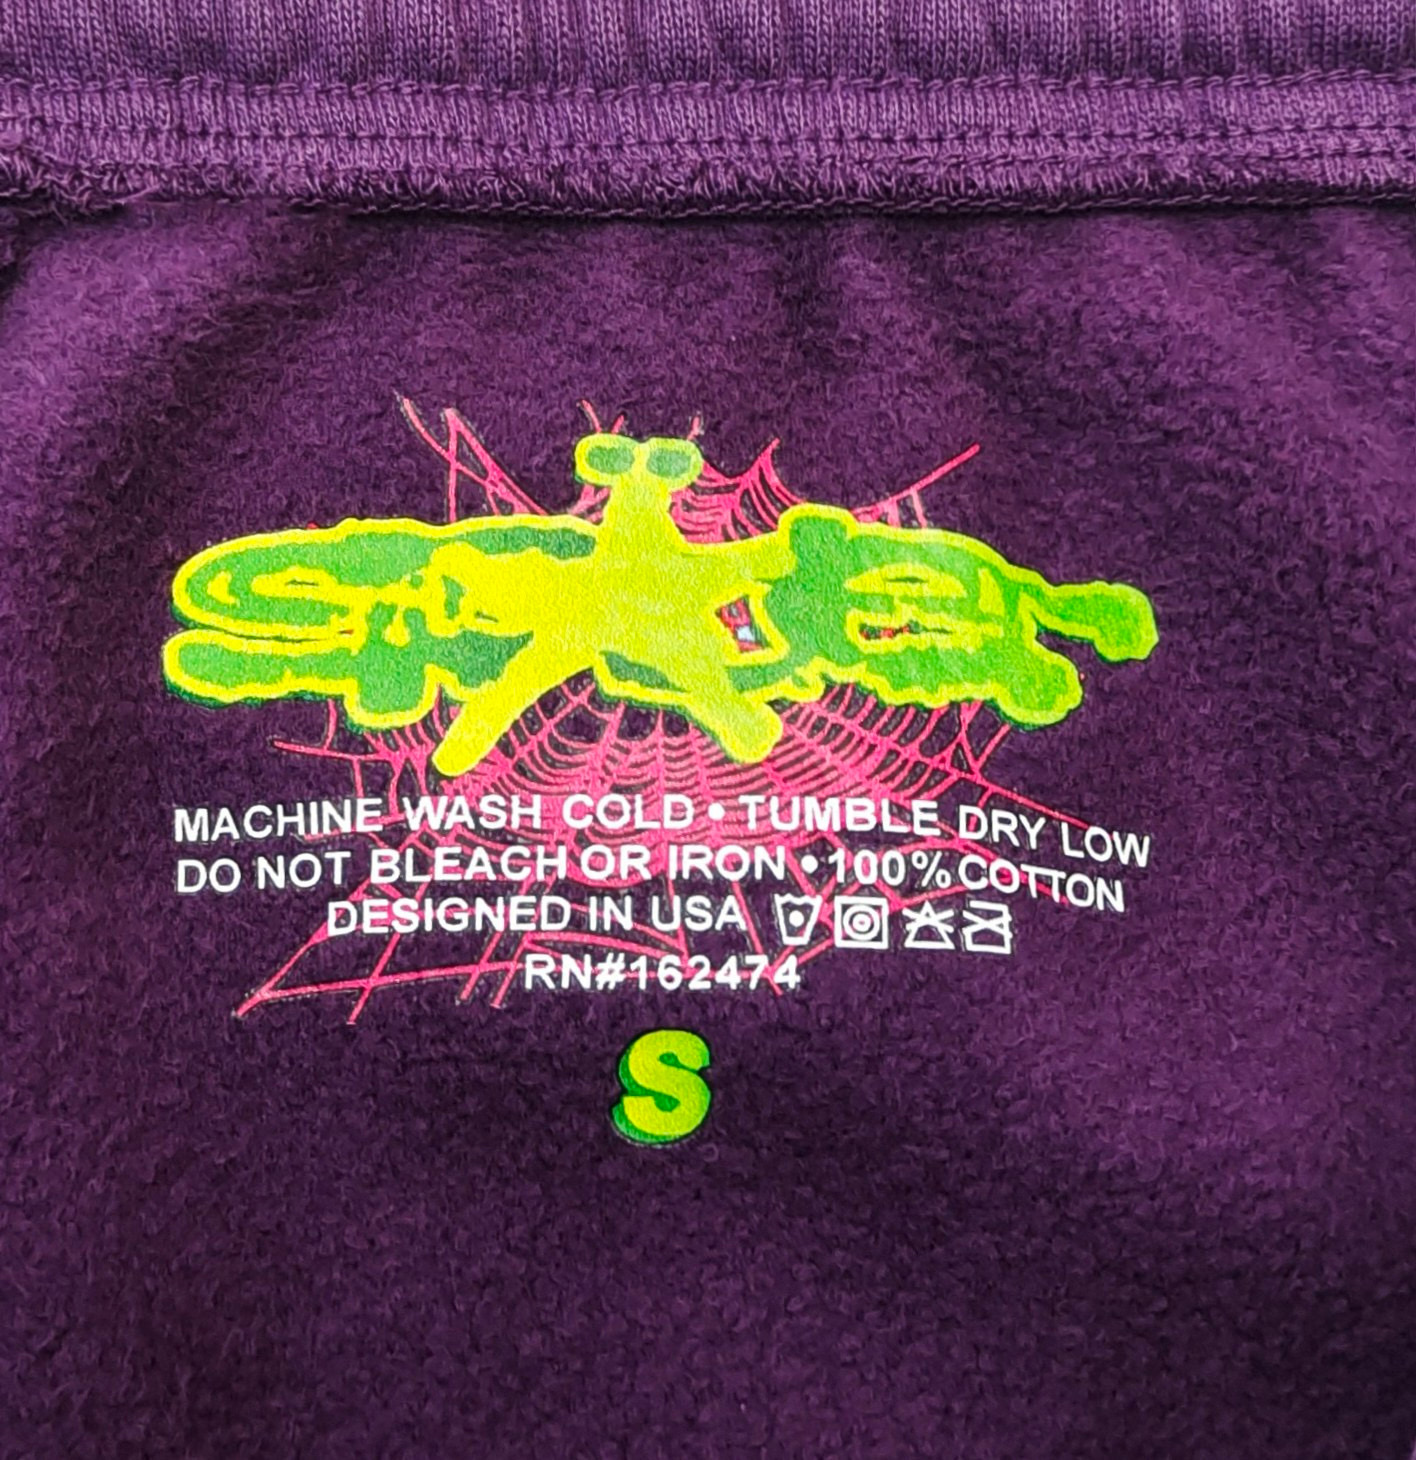 MACHINE WASH COLD • TUMBLE DRY LOW
DO NOT BLEACH OR IRON • 100% COTTON
DESIGNED IN USA
RN#162474
S